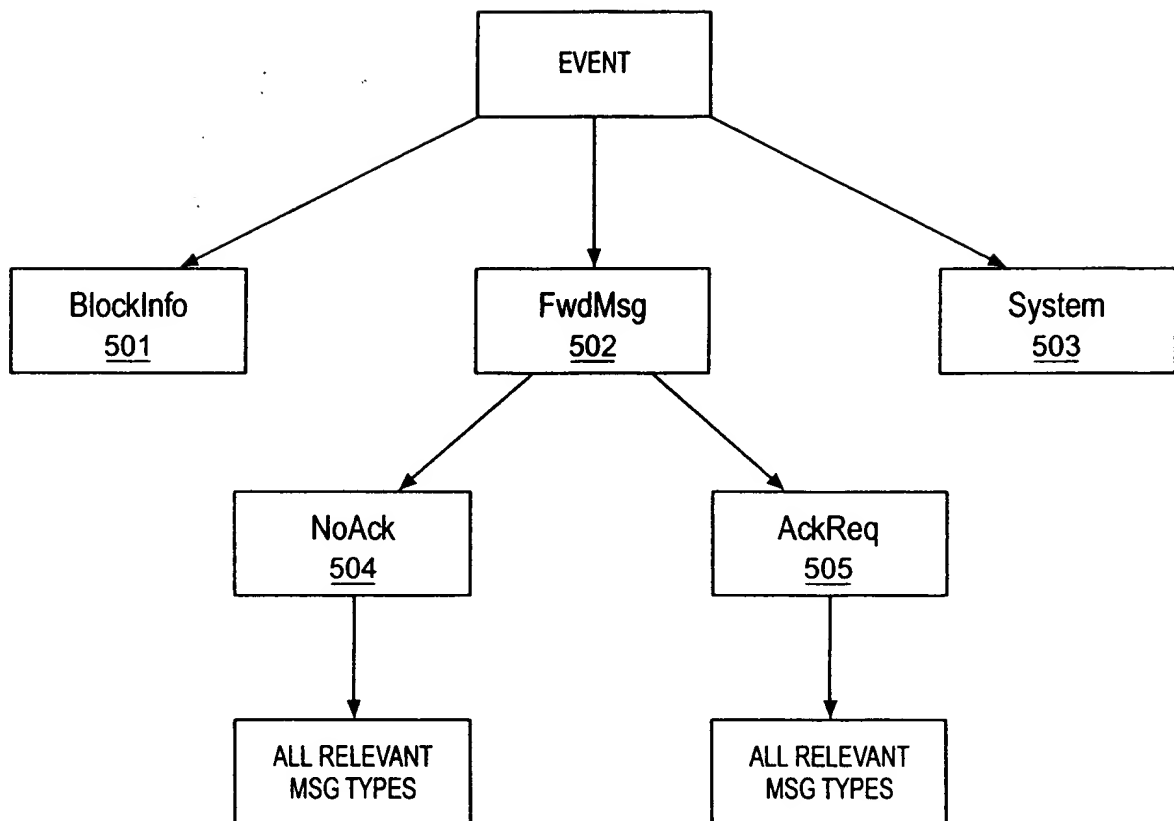 EVENT
BlockInfo
501
FwdMsg
502
System
503
NoAck
504
AckReq
505
ALL RELEVANT
MSG TYPES
ALL RELEVANT
MSG TYPES